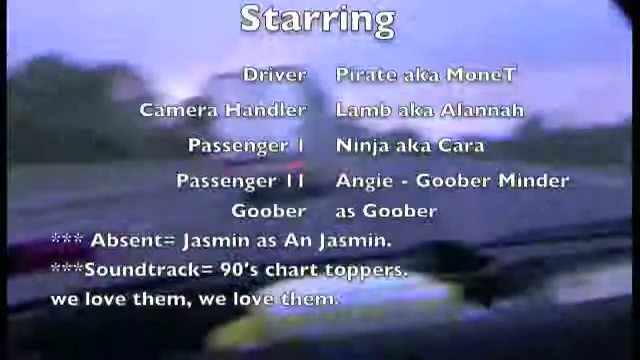 Starring
Driver Pirate aka MoneT
Camera Handler Lamb aka Alannah
Passenger I Ninja aka Cara
Passenger II Angie - Goober Minder
Goober as Goober
*** Absent= Jasmin as An Jasmin.
***Soundtrack= 90's chart toppers.
we love them, we love them.